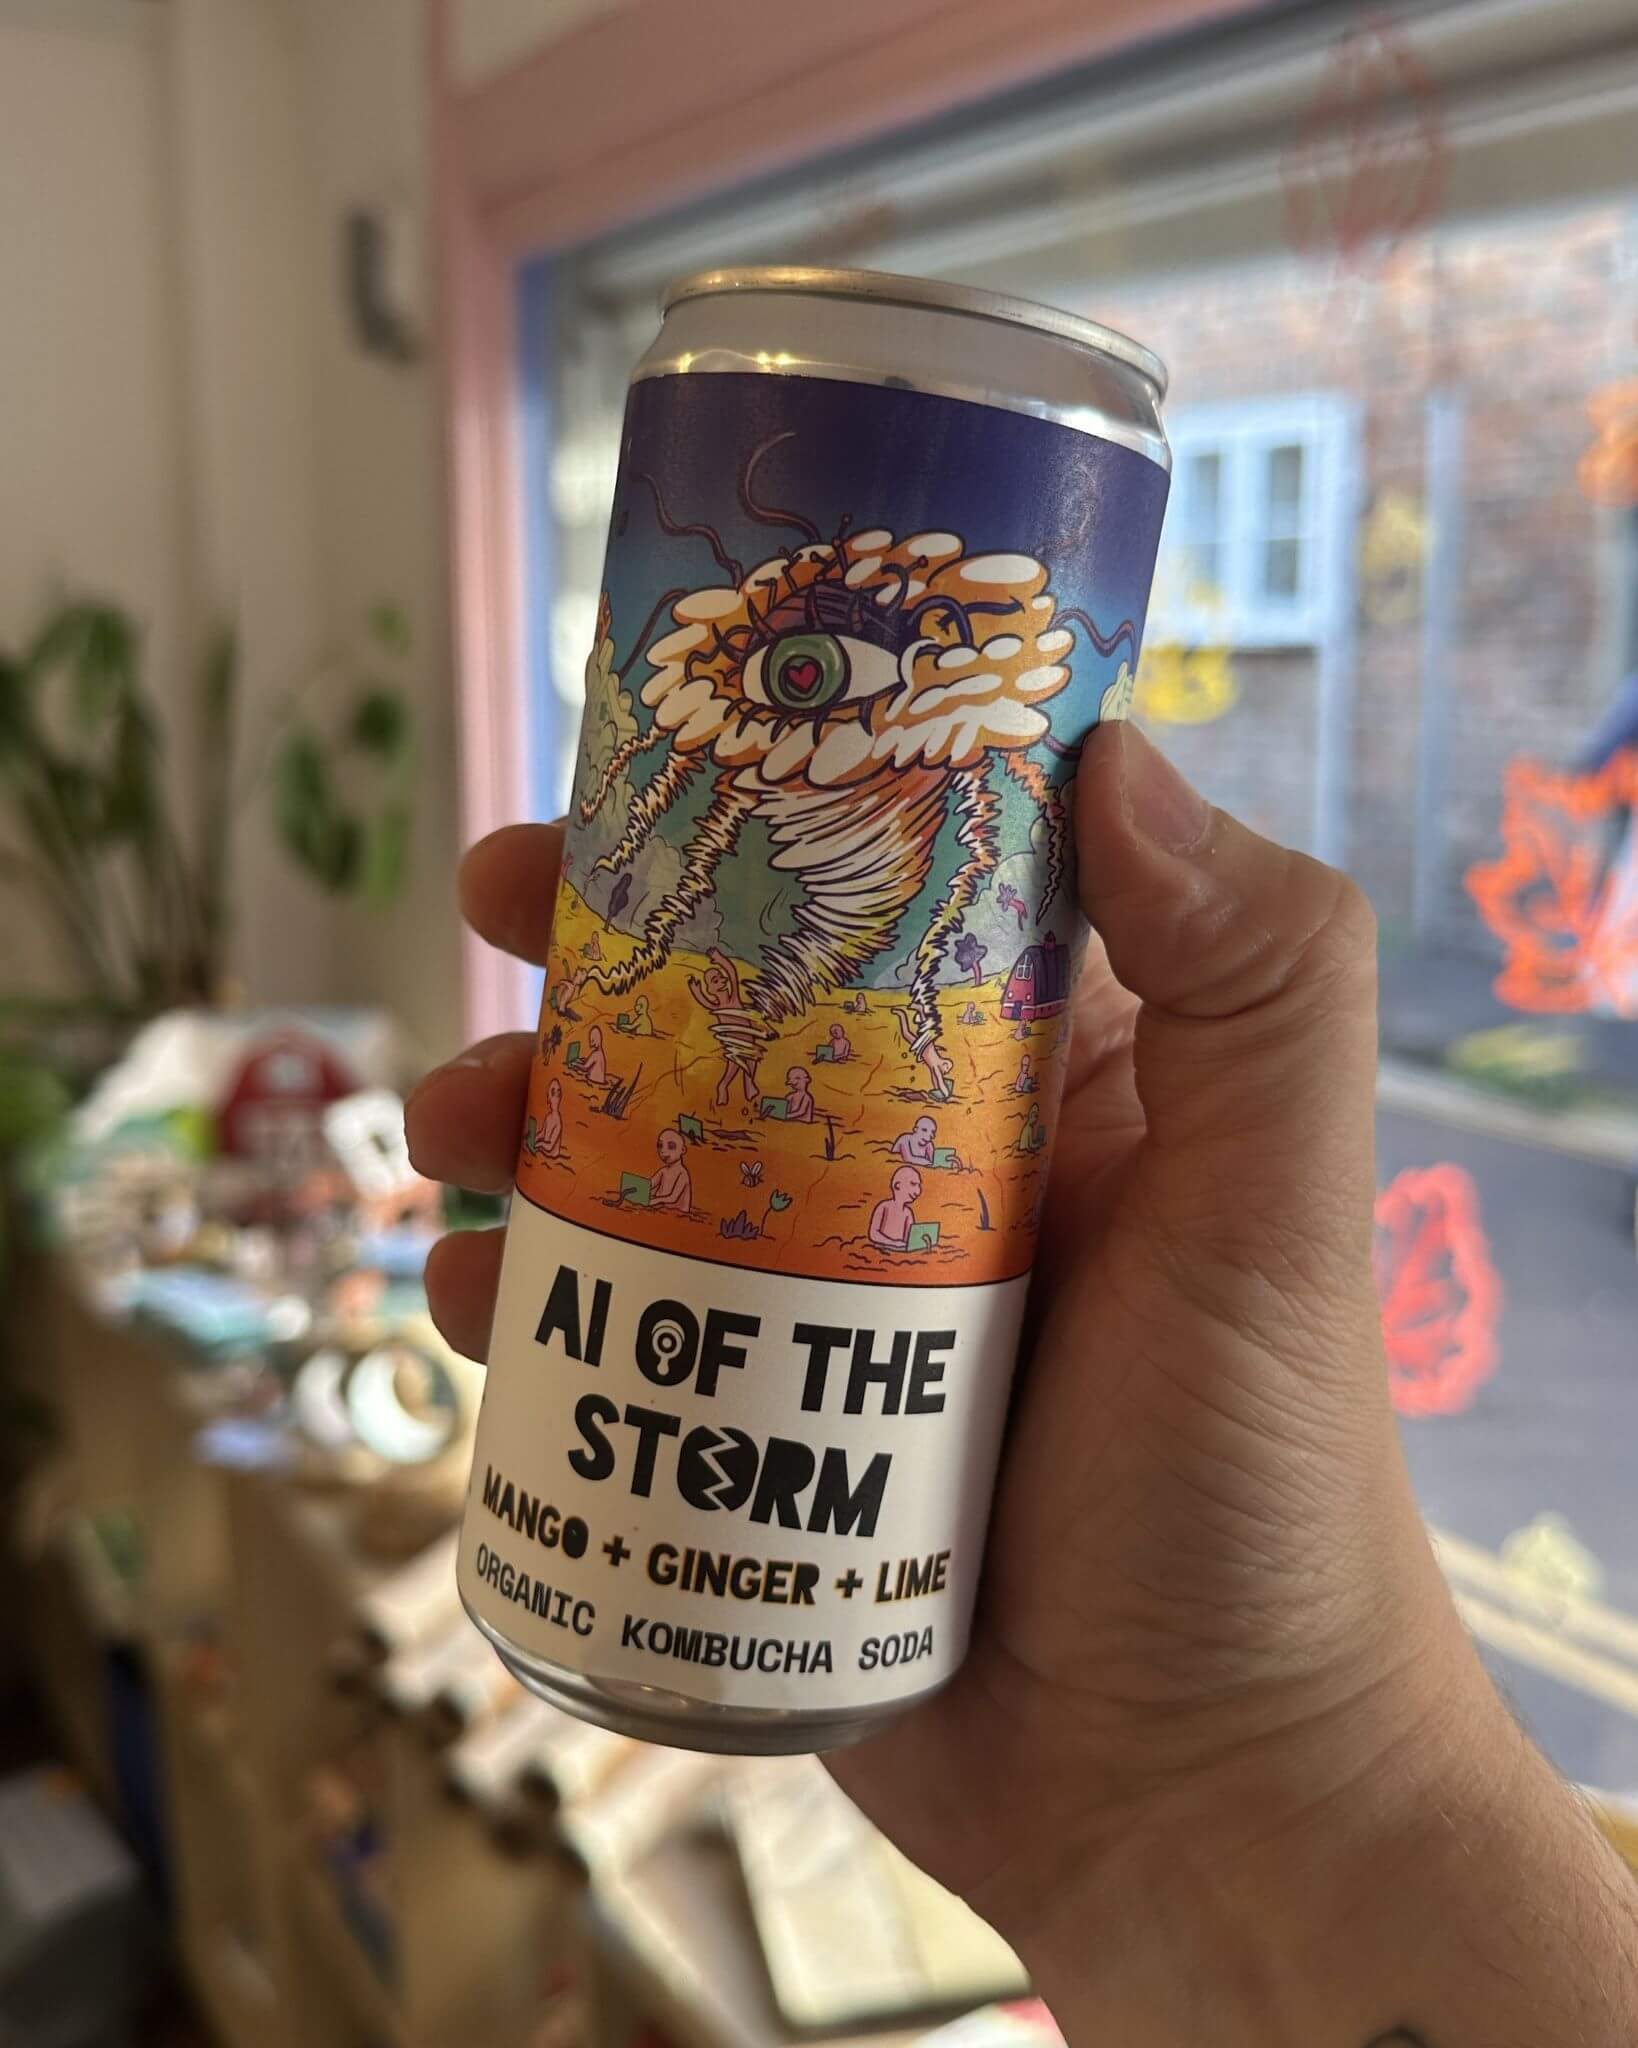 AI OF THE
STORM
MANGO + GINGER + LIME
ORGANIC KOMBUCHA SODA